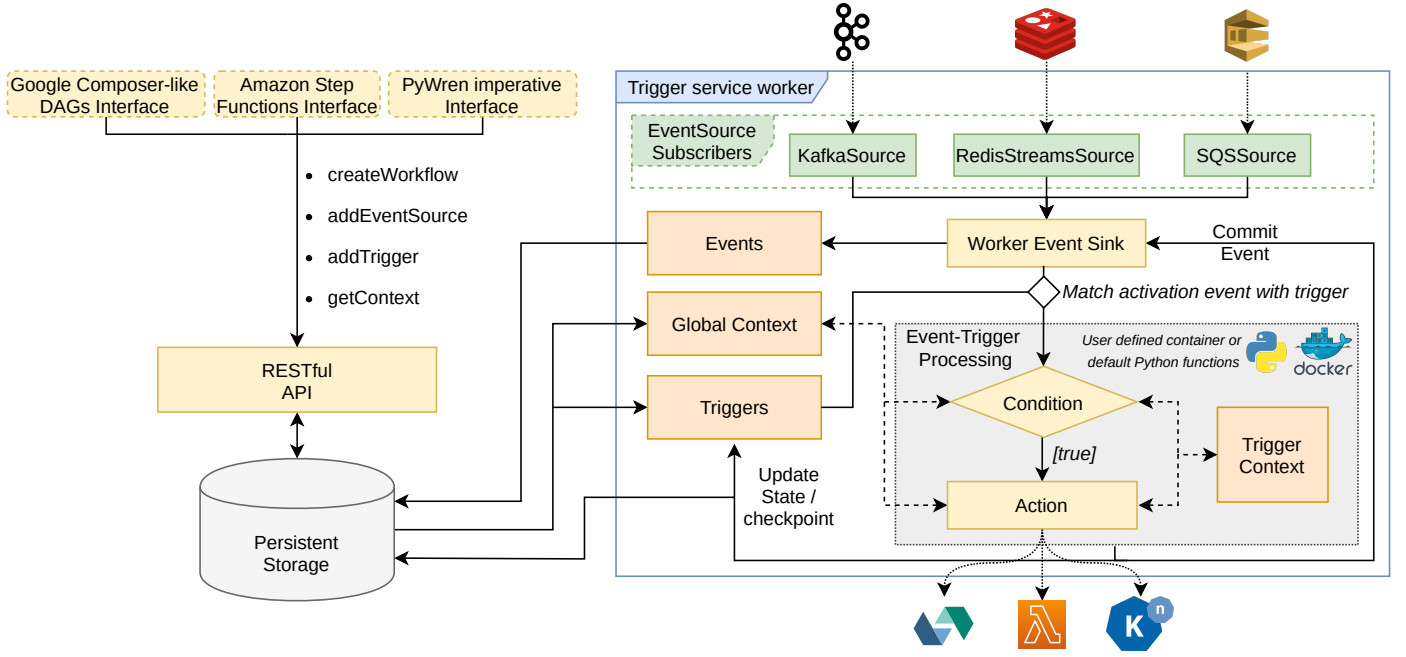 Google Composer-like
DAGs Interface
Amazon Step
Functions Interface
PyWren imperative
Interface
• createWorkflow
• addEventSource
• addTrigger
• getContext
RESTful
API
Persistent
Storage
Trigger service worker
EventSource
Subscribers
KafkaSource
RedisStreamsSource
SQSSource
Events
Worker Event Sink
Commit
Event
Match activation event with trigger
Global Context
Triggers
Event-Trigger
Processing
User defined container or
default Python functions
docker
Condition
[true]
Action
Trigger
Context
Update
State /
checkpoint
λ
K
n